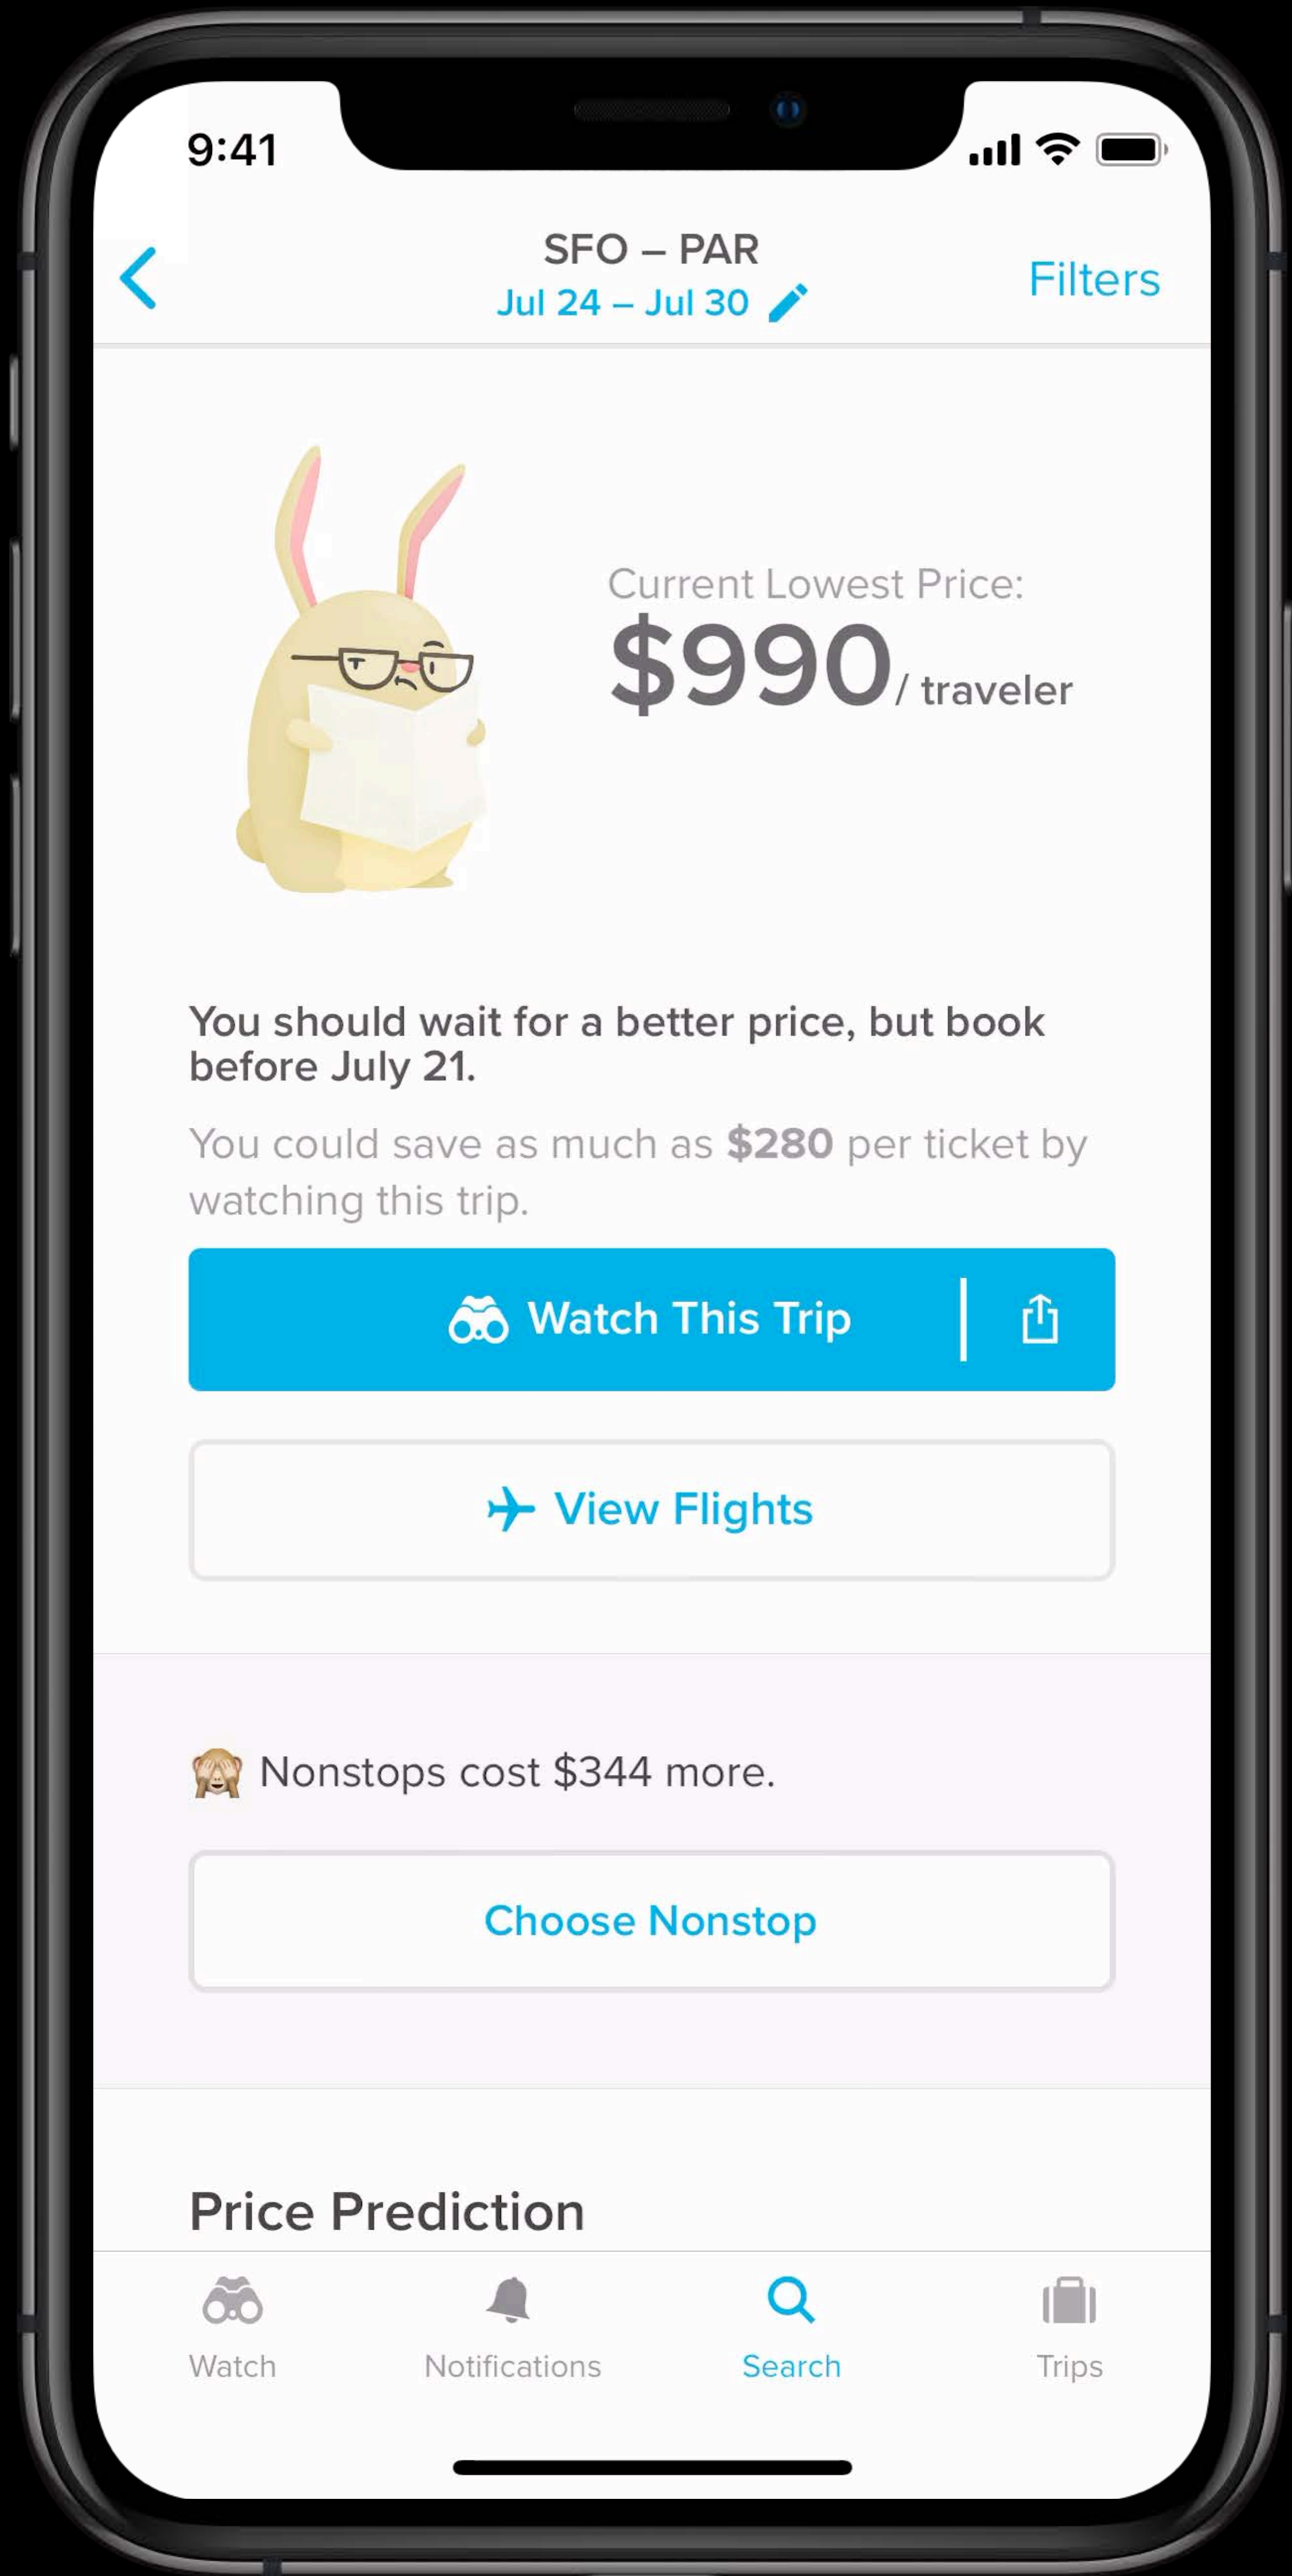 9:41
SFO – PAR
Jul 24 – Jul 30
Filters
Current Lowest Price:
$990/ traveler
You should wait for a better price, but book
before July 21.
You could save as much as $280 per ticket by
watching this trip.
Watch This Trip
View Flights
Nonstops cost $344 more.
Choose Nonstop
Price Prediction
Watch
Notifications
Search
Trips